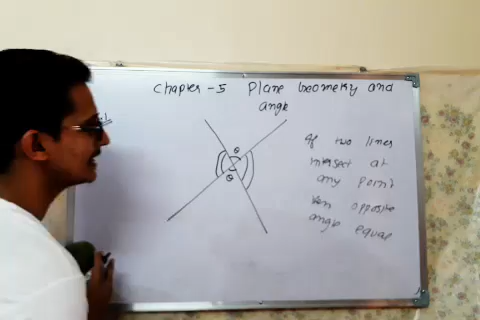 Chapter - 5 Plane Geometry and
angle
θ
θ
If two lines
intersect at
any point
then opposite
angle equal